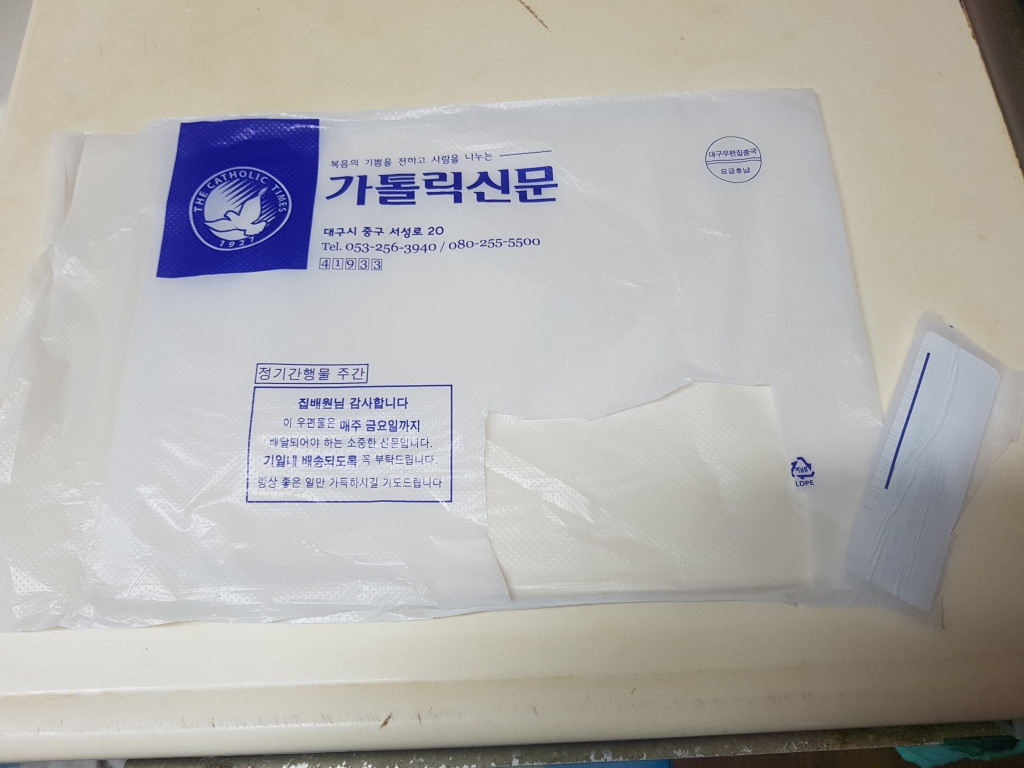 THE CATHOLIC TIMES
1927
복음의 기쁨을 전하고 사랑을 나누는
가톨릭신문
대구시 중구 서성로 20
Tel. 053-256-3940 / 080-255-5500
41933
대구우편집중국
요금후납
정기간행물 주간
집배원님 감사합니다
이 우편물은 매주 금요일까지
배달되어야 하는 소중한 신문입니다.
기일내 배송되도록 꼭 부탁드립니다.
항상 좋은 일만 가득하시길 기도드립니다
비닐류
LDPE